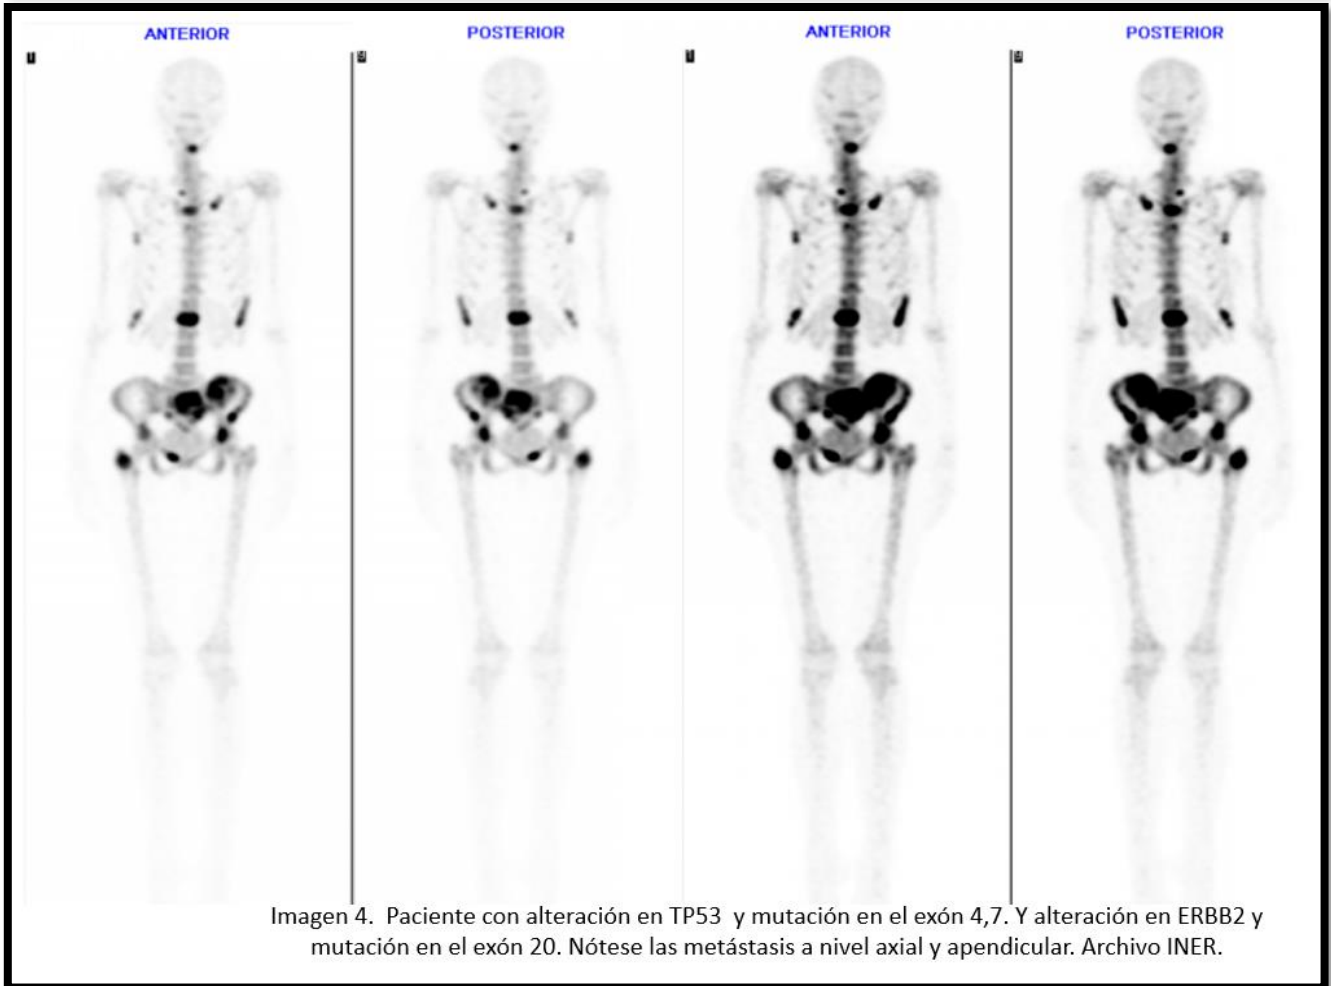 ANTERIOR
POSTERIOR
ANTERIOR
POSTERIOR
Imagen 4. Paciente con alteración en TP53 y mutación en el exón 4,7. Y alteración en ERBB2 y
mutación en el exón 20. Nótese las metástasis a nivel axial y apendicular. Archivo INER.